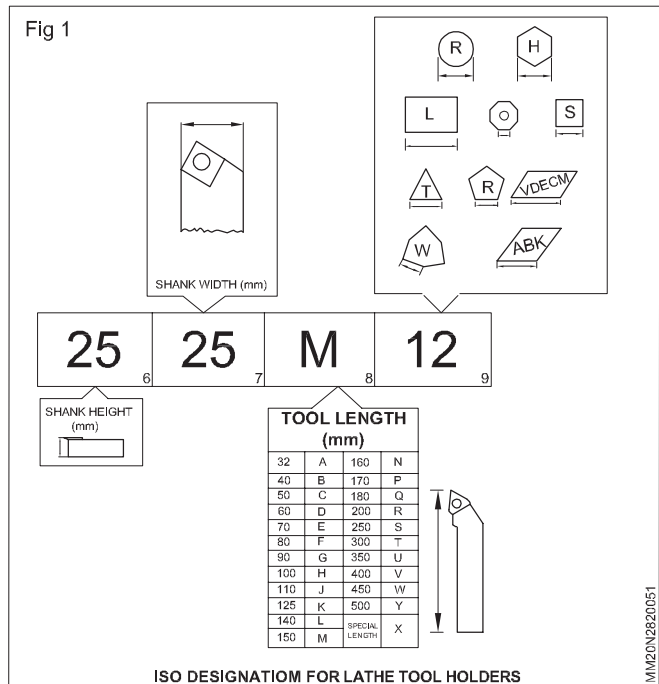 Fig 1
R H
L S
T R VDECM
W ABK
SHANK WIDTH (mm)
25 6 25 7 M 8 12 9
SHANK HEIGHT
(mm)
TOOL LENGTH
(mm)
32 A 160 N
40 B 170 P
50 C 180 Q
60 D 200 R
70 E 250 S
80 F 300 T
90 G 350 U
100 H 400 V
110 J 450 W
125 K 500 Y
140 L SPECIAL LENGTH X
150 M
ISO DESIGNATIOM FOR LATHE TOOL HOLDERS
MM20N2820051